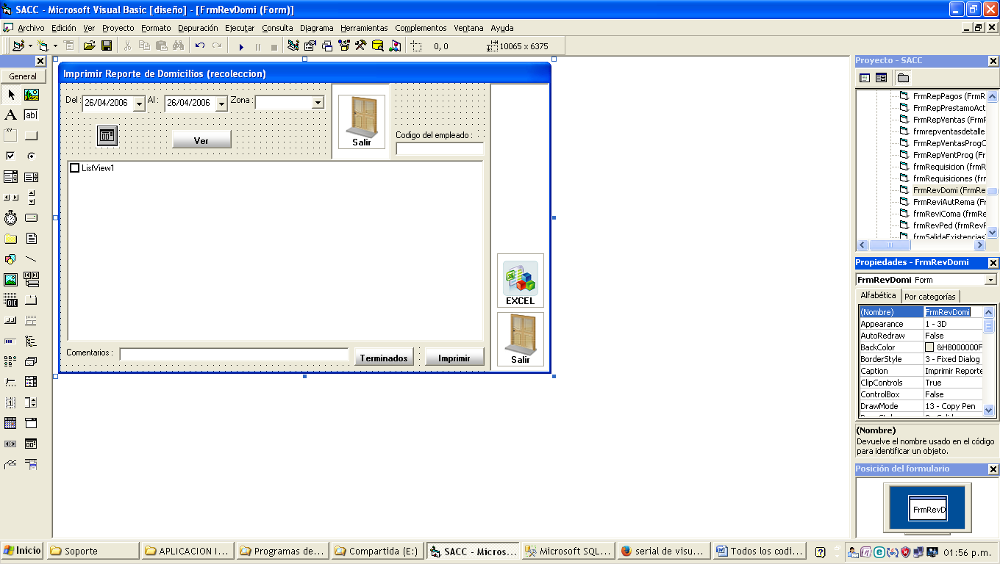 SACC - Microsoft Visual Basic [diseño] - [FrmRevDomi (Form)]
Archivo Edición Ver Proyecto Formato Depuración Ejecutar Consulta Diagrama Herramientas Complementos Ventana Ayuda
0, 0
10065 x 6375
General
A
ab|
xy
OLE
Imprimir Reporte de Domicilios (recoleccion)
Del :
26/04/2006
Al :
26/04/2006
Zona :
Ver
Salir
Codigo del empleado :
ListView1
EXCEL
Salir
Comentarios :
Terminados
Imprimir
Proyecto - SACC
FrmRepPagos (FrmR
FrmRepPrestamoAct
FrmRepVentas (FrmF
frmrepventasdetalle
FrmRepVentasProgC
FrmRepVentProg (Fr
frmRequisicion (frmR
frmRequisiciones (frr
FrmRevDomi (FrmRe
FrmReviAutRema (Fr
frmReviComa (frmRe
frmRevPed (frmRevF
frmSalidaExistencias
Propiedades - FrmRevDomi
FrmRevDomi Form
Alfabética
Por categorías
(Nombre) FrmRevDomi
Appearance 1 - 3D
AutoRedraw False
BackColor &H8000000F
BorderStyle 3 - Fixed Dialog
Caption Imprimir Reporte
ClipControls True
ControlBox False
DrawMode 13 - Copy Pen
(Nombre)
Devuelve el nombre usado en el código
para identificar un objeto.
Posición del formulario
FrmRevD
Inicio
Soporte
APLICACION I...
Programas de...
Compartida (E:)
SACC - Micros...
Microsoft SQL...
serial de visu...
Todos los codi...
01:56 p.m.